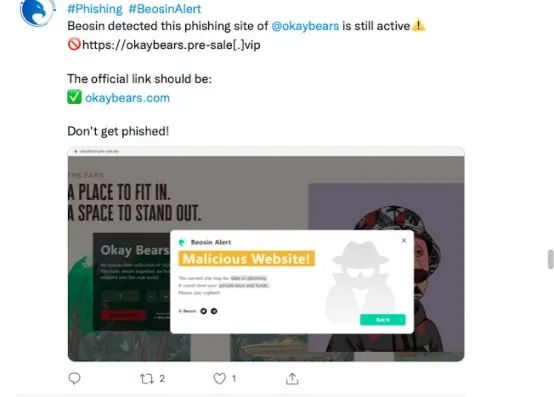 #Phishing #BeosinAlert
Beosin detected this phishing site of @okaybears is still active⚠️
🚫https://okaybears.pre-sale[.]vip
The official link should be:
✅ okaybears.com
Don't get phished!
THE PARK
A PLACE TO FIT IN.
A SPACE TO STAND OUT.
Okay Bears
Beosin Alert
Malicious Website!
The current site may be fake or phishing.
It could steal your private keys and funds.
Please stay vigilant!
© Beosin
Got it
2
1